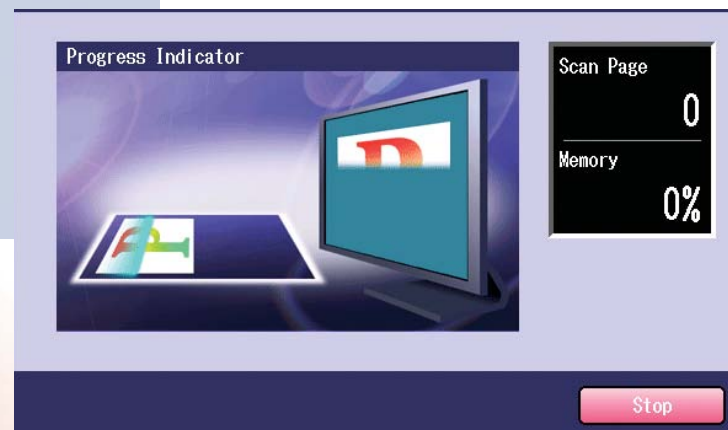 Progress Indicator
Scan Page
0
Memory
0%
P
P
Stop